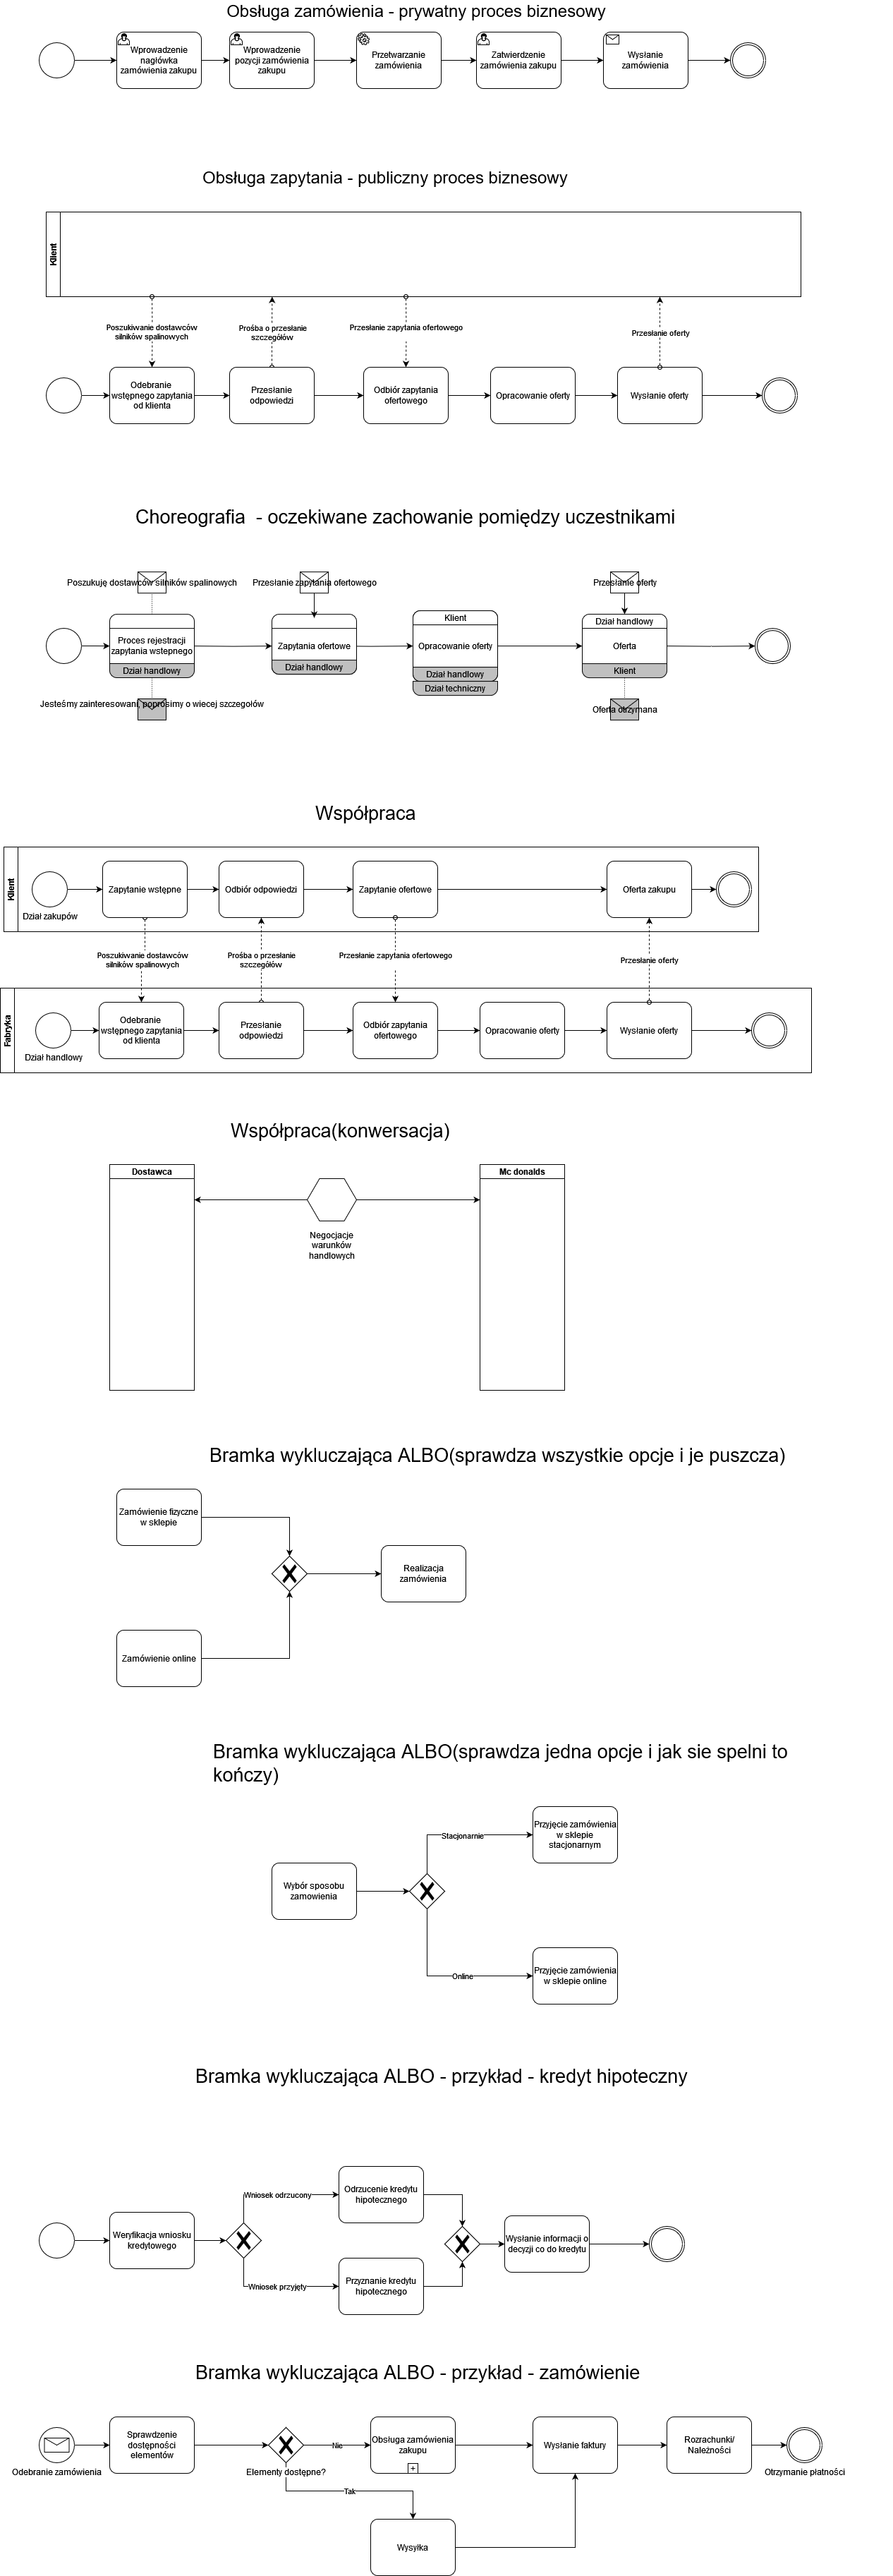 Obsługa zamówienia - prywatny proces biznesowy
Wprowadzenie
nagłówka
zamówienia zakupu
Wprowadzenie
pozycji zamówienia
zakupu
Przetwarzanie
zamówienia
Zatwierdzenie
zamówienia zakupu
Wysłanie
zamówienia
Obsługa zapytania - publiczny proces biznesowy
Klient
Poszukiwanie dostawców
silników spalinowych
Prośba o przesłanie
szczegółów
Przesłanie zapytania ofertowego
Przesłanie oferty
Odebranie
wstępnego zapytania
od klienta
Przesłanie
odpowiedzi
Odbiór zapytania
ofertowego
Opracowanie oferty
Wysłanie oferty
Choreografia - oczekiwane zachowanie pomiędzy uczestnikami
Poszukuję dostawców silników spalinowych
Przesłanie zapytania ofertowego
Przesłanie oferty
Proces rejestracji
zapytania wstepnego
Dział handlowy
Zapytania ofertowe
Dział handlowy
Klient
Opracowanie oferty
Dział handlowy
Dział techniczny
Dział handlowy
Oferta
Klient
Jesteśmy zainteresowani, poprosimy o wiecej szczegołów
Oferta otrzymana
Współpraca
Klient
Dział zakupów
Zapytanie wstępne
Odbiór odpowiedzi
Zapytanie ofertowe
Oferta zakupu
Poszukiwanie dostawców
silników spalinowych
Prośba o przesłanie
szczegółów
Przesłanie zapytania ofertowego
Przesłanie oferty
Fabryka
Dział handlowy
Odebranie
wstępnego zapytania
od klienta
Przesłanie
odpowiedzi
Odbiór zapytania
ofertowego
Opracowanie oferty
Wysłanie oferty
Współpraca(konwersacja)
Dostawca
Mc donalds
Negocjacje
warunków
handlowych
Bramka wykluczająca ALBO(sprawdza wszystkie opcje i je puszcza)
Zamówienie fizyczne
w sklepie
Realizacja
zamówienia
Zamówienie online
Bramka wykluczająca ALBO(sprawdza jedna opcje i jak sie spelni to
kończy)
Wybór sposobu
zamowienia
Stacjonarnie
Przyjęcie zamówienia
w sklepie
stacjonarnym
Online
Przyjęcie zamówienia
w sklepie online
Bramka wykluczająca ALBO - przykład - kredyt hipoteczny
Weryfikacja wniosku
kredytowego
Wniosek odrzucony
Odrzucenie kredytu
hipotecznego
Wniosek przyjęty
Przyznanie kredytu
hipotecznego
Wysłanie informacji o
decyzji co do kredytu
Bramka wykluczająca ALBO - przykład - zamówienie
Odebranie zamówienia
Sprawdzenie
dostępności
elementów
Elementy dostępne?
Nie
Obsługa zamówienia
zakupu
Wysłanie faktury
Rozrachunki/
Należności
Otrzymanie płatności
Tak
Wysyłka